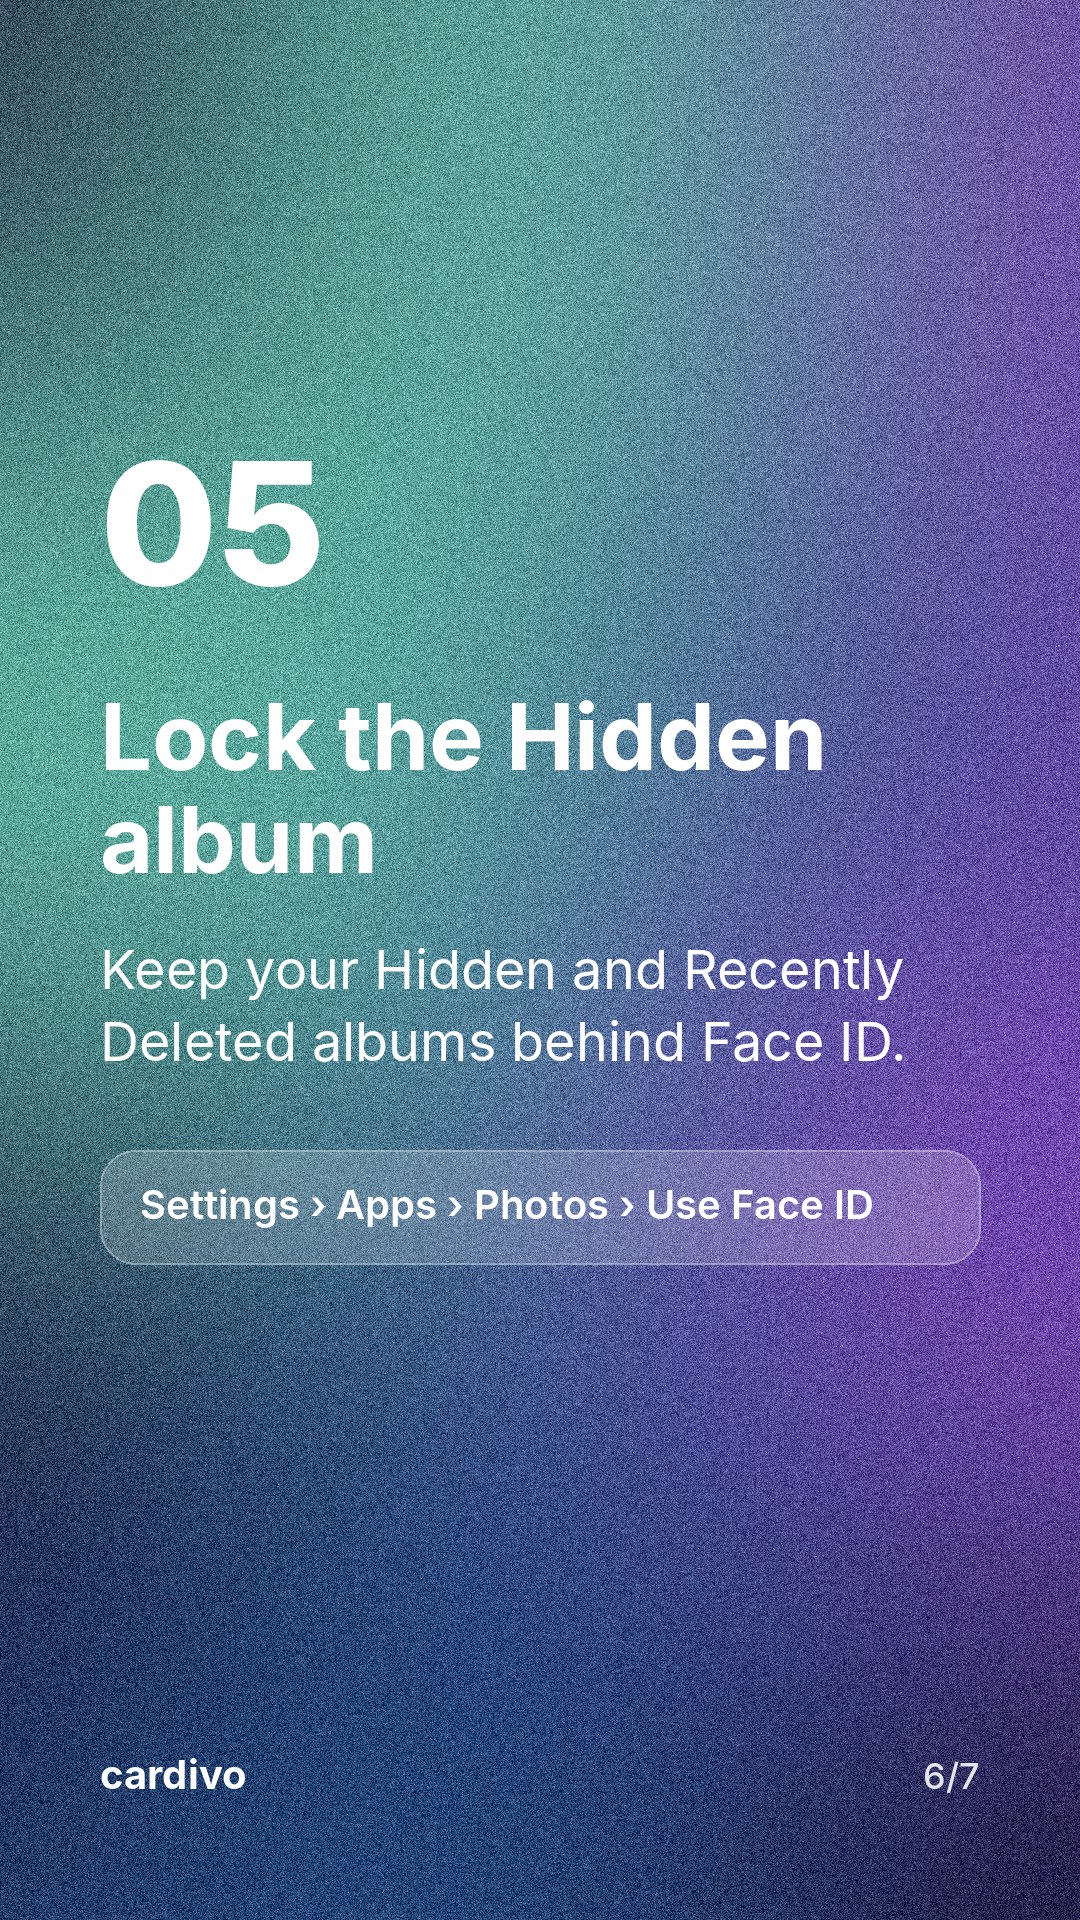 05
Lock the Hidden
album
Keep your Hidden and Recently
Deleted albums behind Face ID.
Settings › Apps › Photos › Use Face ID
cardivo
6/7